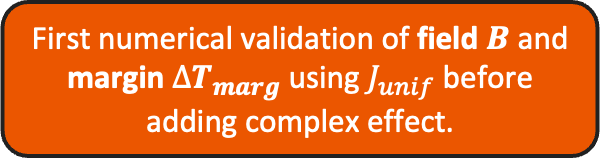 First numerical validation of field B and
margin ΔT_marg using J_unif before
adding complex effect.